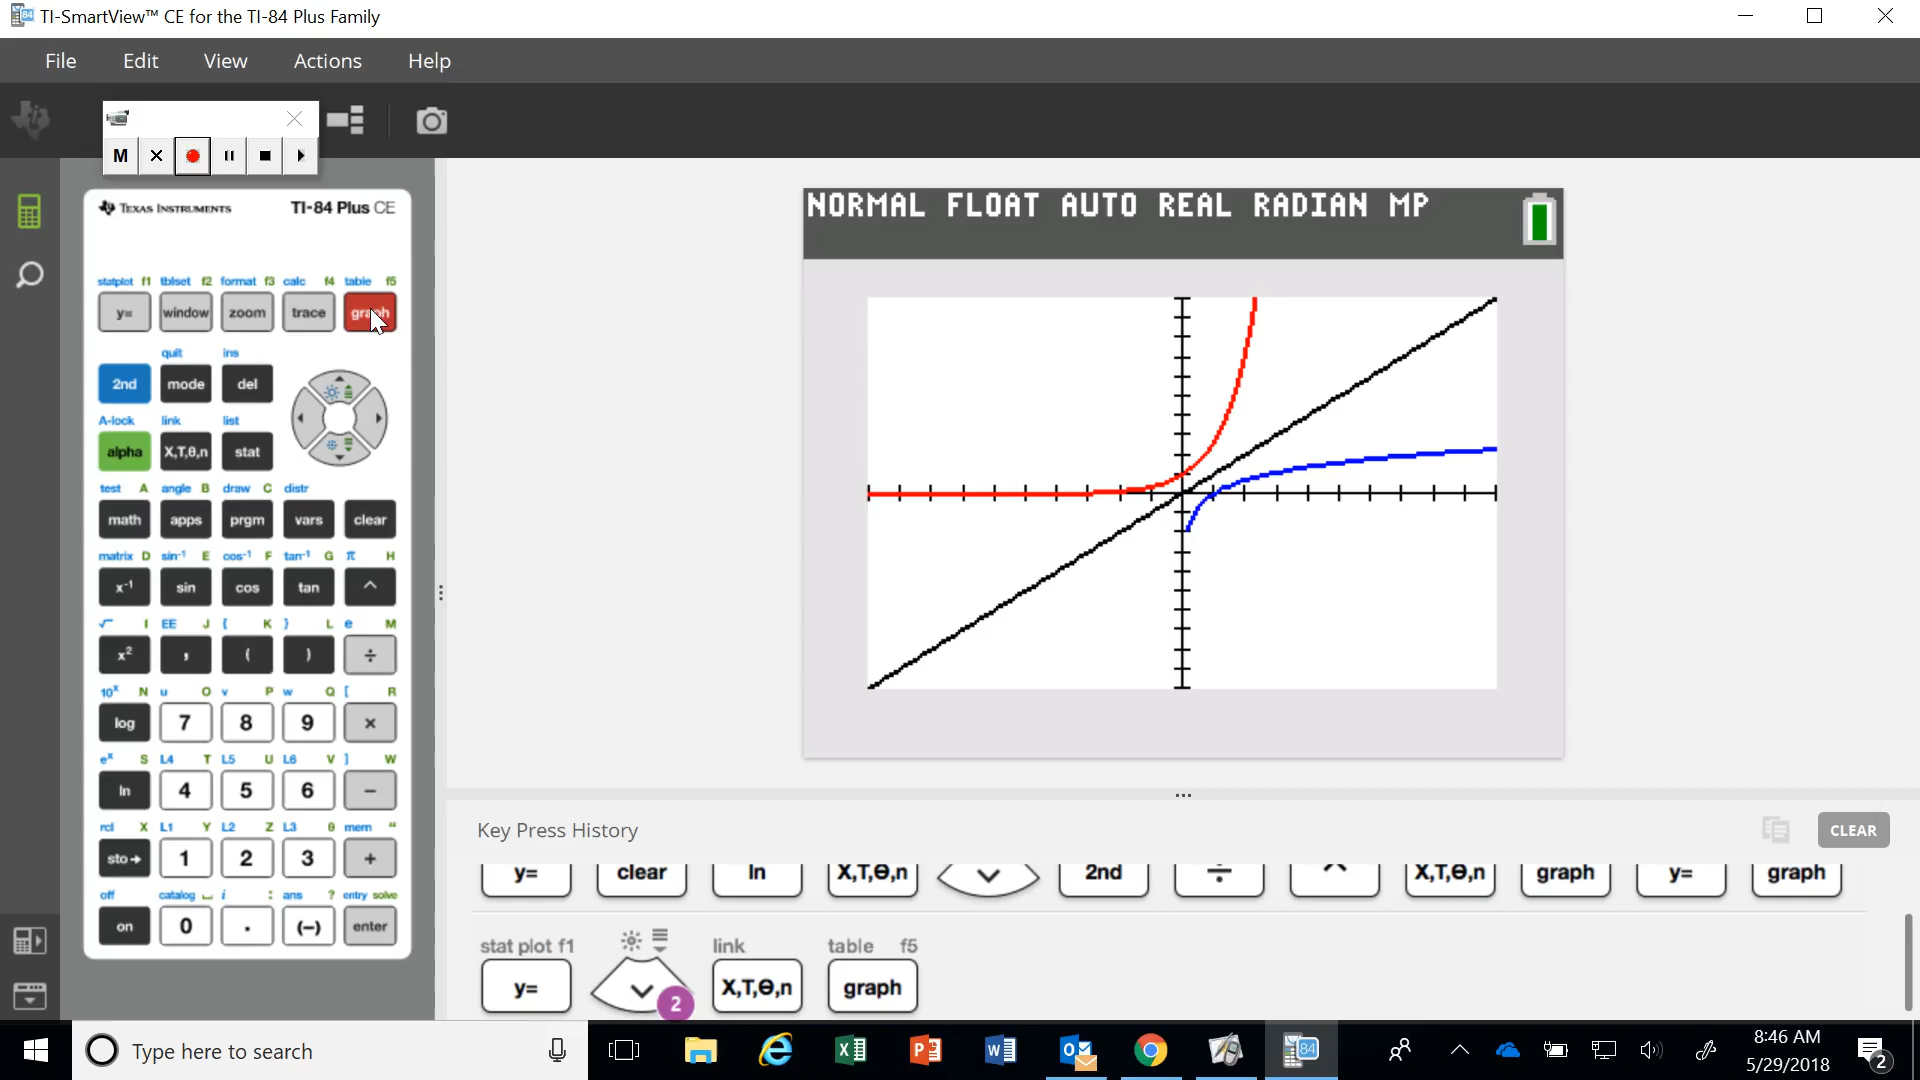 TI-SmartView™ CE for the TI-84 Plus Family
File Edit View Actions Help
M
TEXAS INSTRUMENTS TI-84 Plus CE
NORMAL FLOAT AUTO REAL RADIAN MP
statplot f1 tblset f2 format f3 calc f4 table f5
y= window zoom trace graph
quit ins
2nd mode del
A-lock link list
alpha X,T,θ,n stat
test A angle B draw C distr
math apps prgm vars clear
matrix D sin⁻¹ E cos⁻¹ F tan⁻¹ G π H
x⁻¹ sin cos tan ^
√ I EE J { K } L e M
x² , ( ) ÷
10ˣ N u O v P w Q [ R
log 7 8 9 ×
eˣ S L4 T L5 U L6 V ] W
ln 4 5 6 −
rcl X L1 Y L2 Z L3 θ mem "
sto→ 1 2 3 +
off catalog ⎵ i : ans ? entry solve
on 0 . (−) enter
Key Press History CLEAR
y= clear ln X,T,Θ,n 2nd ÷ ^ X,T,Θ,n graph y= graph
stat plot f1 link table f5
y= 2 X,T,Θ,n graph
Type here to search
84
8:46 AM
5/29/2018
2